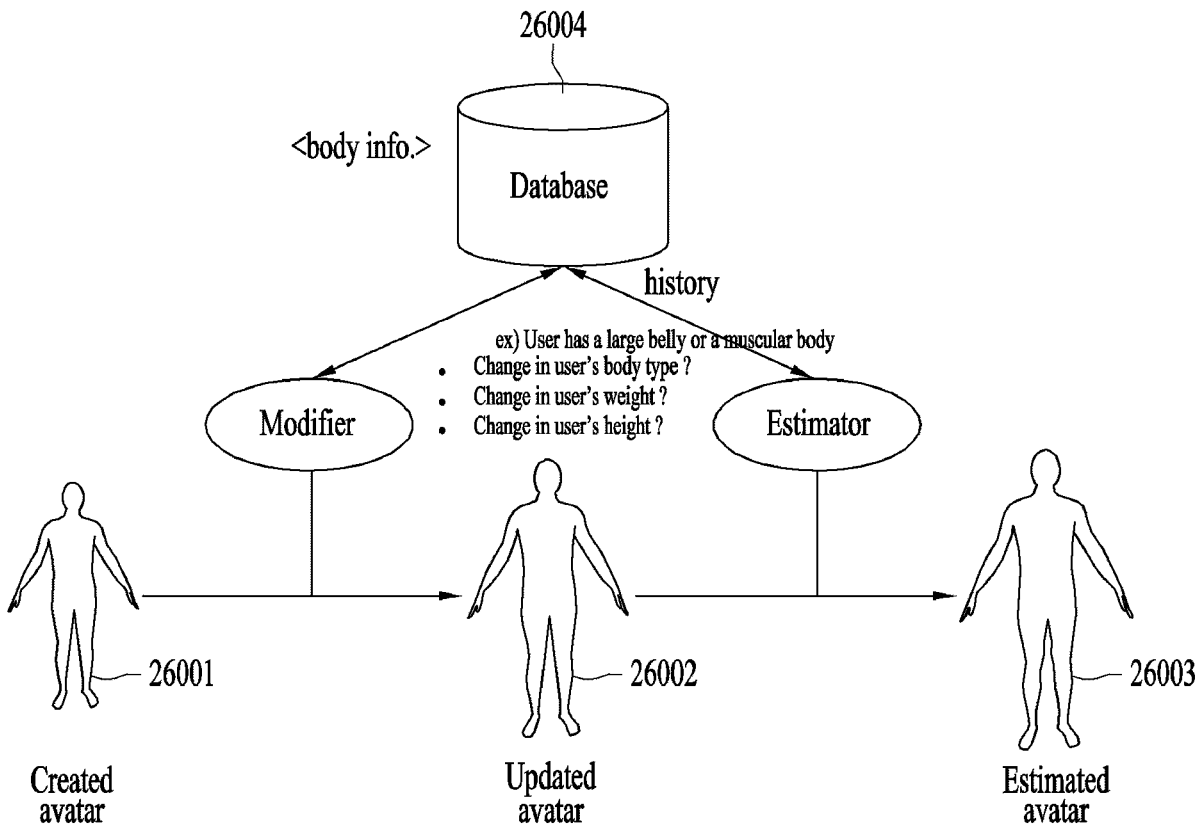 26004
<body info.>
Database
history
ex) User has a large belly or a muscular body
• Change in user's body type ?
• Change in user's weight ?
• Change in user's height ?
Modifier
Estimator
26001
26002
26003
Created
avatar
Updated
avatar
Estimated
avatar